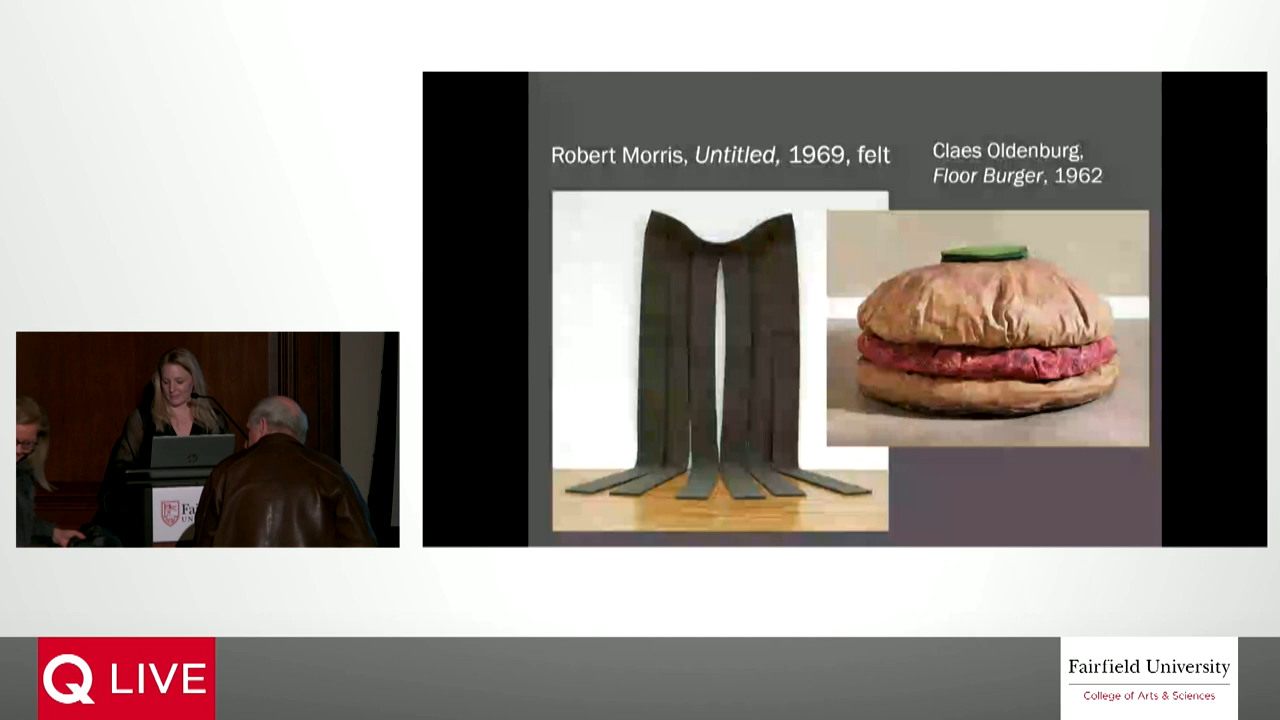 Robert Morris, Untitled, 1969, felt
Claes Oldenburg,
Floor Burger, 1962
Q LIVE
Fairfield University
College of Arts & Sciences